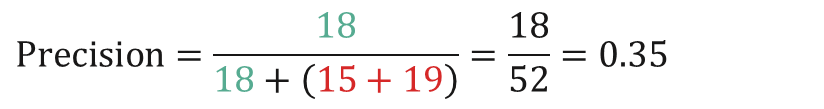 Precision = 18 / 18 + (15 + 19) = 18 / 52 = 0.35